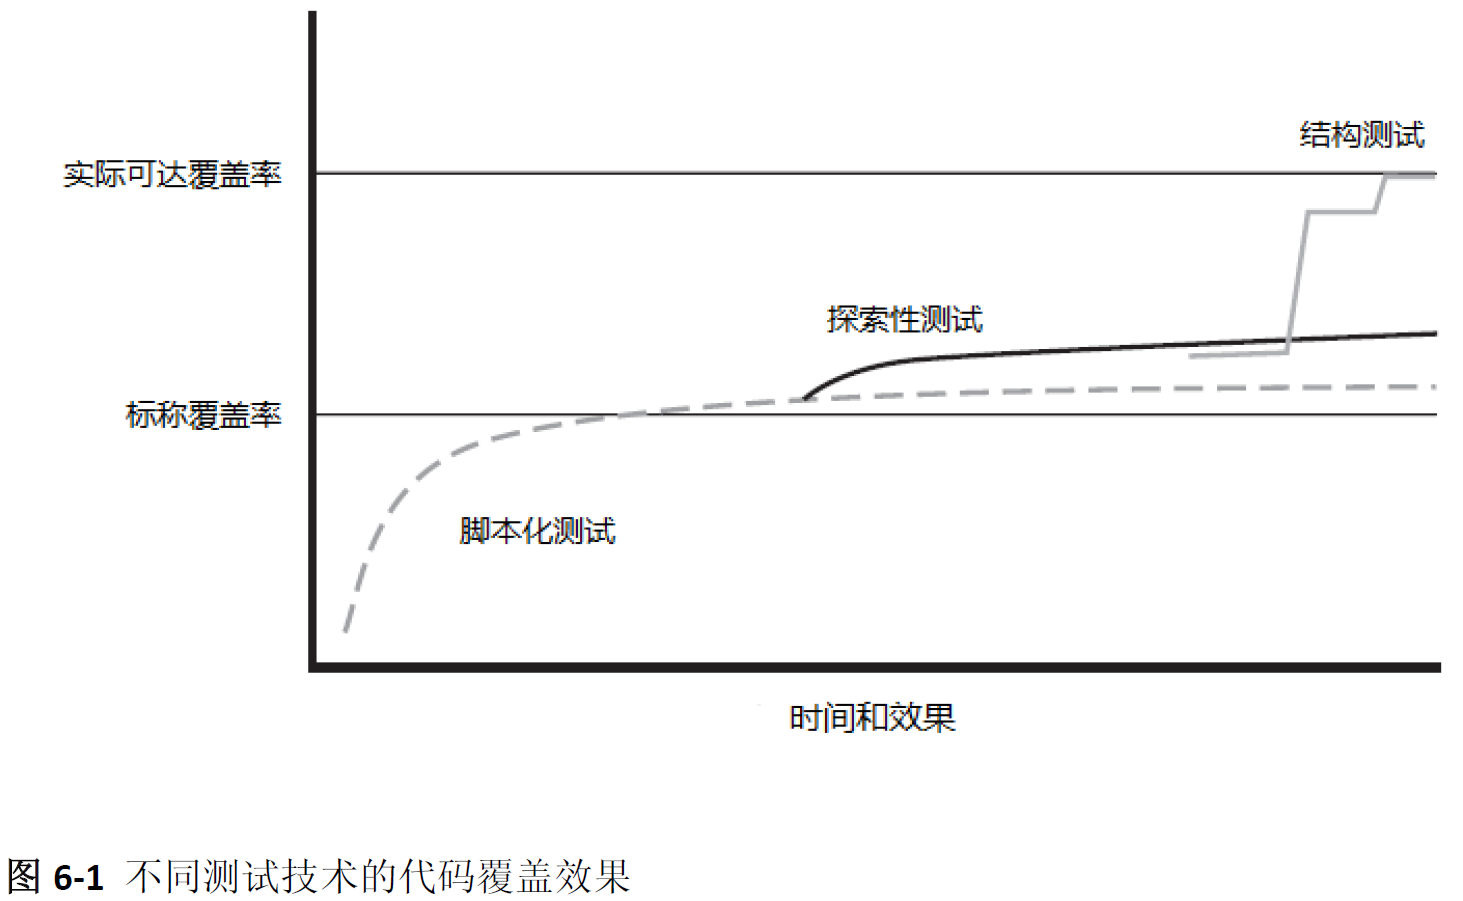 结构测试
实际可达覆盖率
探索性测试
标称覆盖率
脚本化测试
时间和效果
图 6-1 不同测试技术的代码覆盖效果